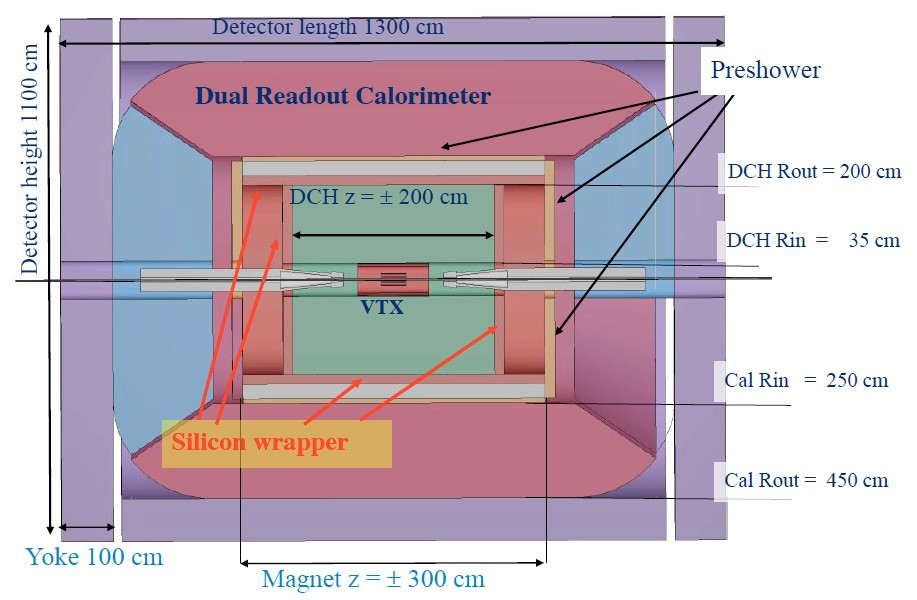 Detector length 1300 cm
Preshower
Dual Readout Calorimeter
Detector height 1100 cm
DCH Rout = 200 cm
DCH z = ± 200 cm
DCH Rin = 35 cm
VTX
Cal Rin = 250 cm
Silicon wrapper
Cal Rout = 450 cm
Yoke 100 cm
Magnet z = ± 300 cm